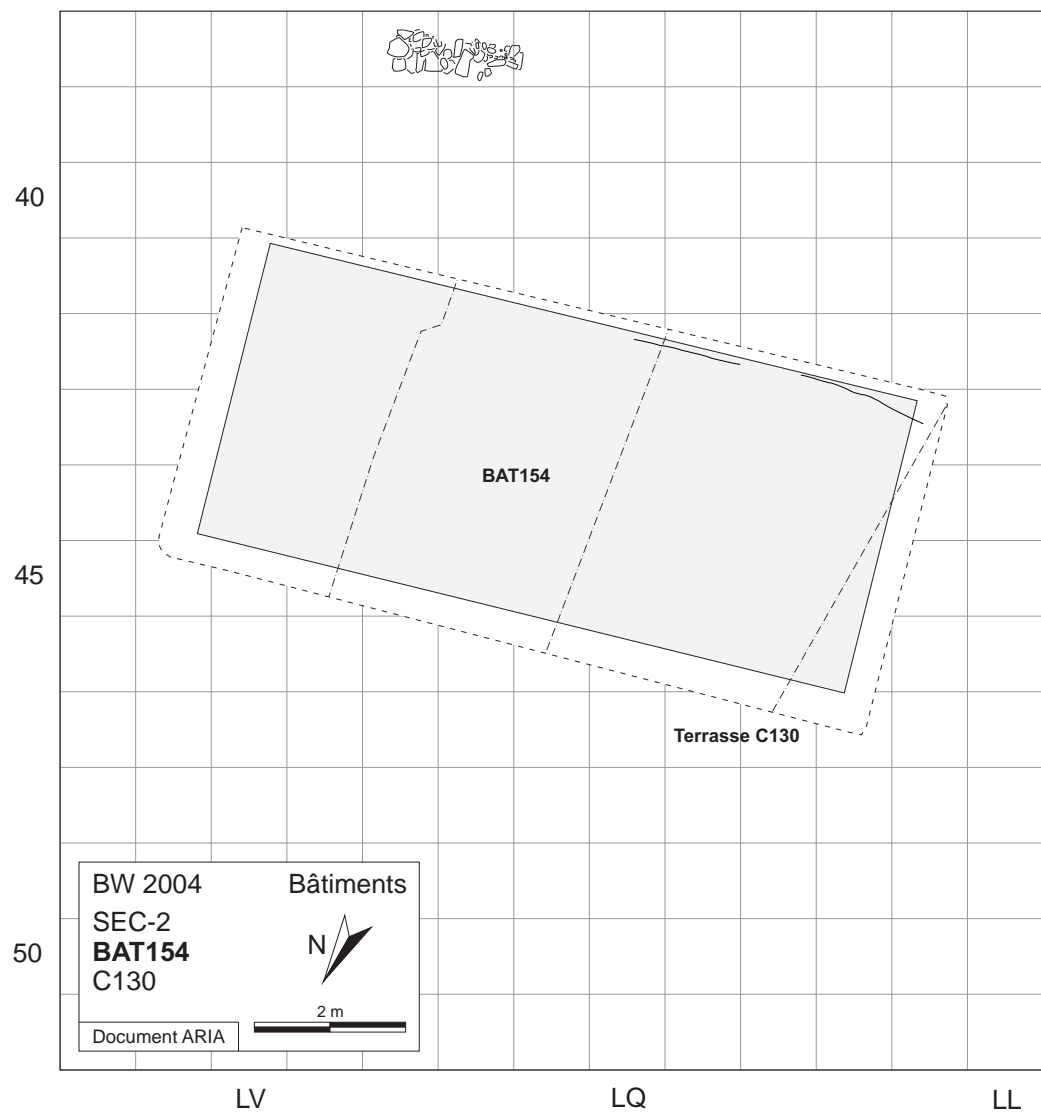 40
BAT154
45
Terrasse C130
BW 2004 Bâtiments
SEC-2
BAT154
C130
N
50
2 m
Document ARIA
LV LQ LL